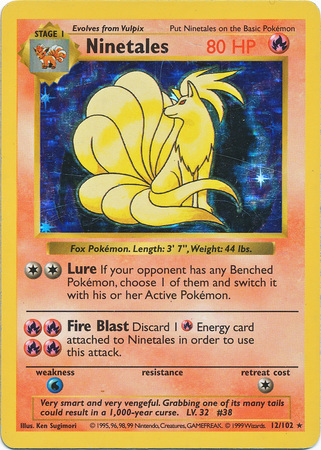 STAGE 1
Evolves from Vulpix
Put Ninetales on the Basic Pokémon
Ninetales
80 HP
Fox Pokémon. Length: 3' 7", Weight: 44 lbs.
Lure If your opponent has any Benched
Pokémon, choose 1 of them and switch it
with his or her Active Pokémon.
Fire Blast Discard 1 Energy card
attached to Ninetales in order to use
this attack.
weakness
resistance
retreat cost
Very smart and very vengeful. Grabbing one of its many tails
could result in a 1,000-year curse. LV. 32 #38
Illus. Ken Sugimori
©1995, 96, 98, 99 Nintendo, Creatures, GAMEFREAK. ©1999 Wizards.
12/102 ★